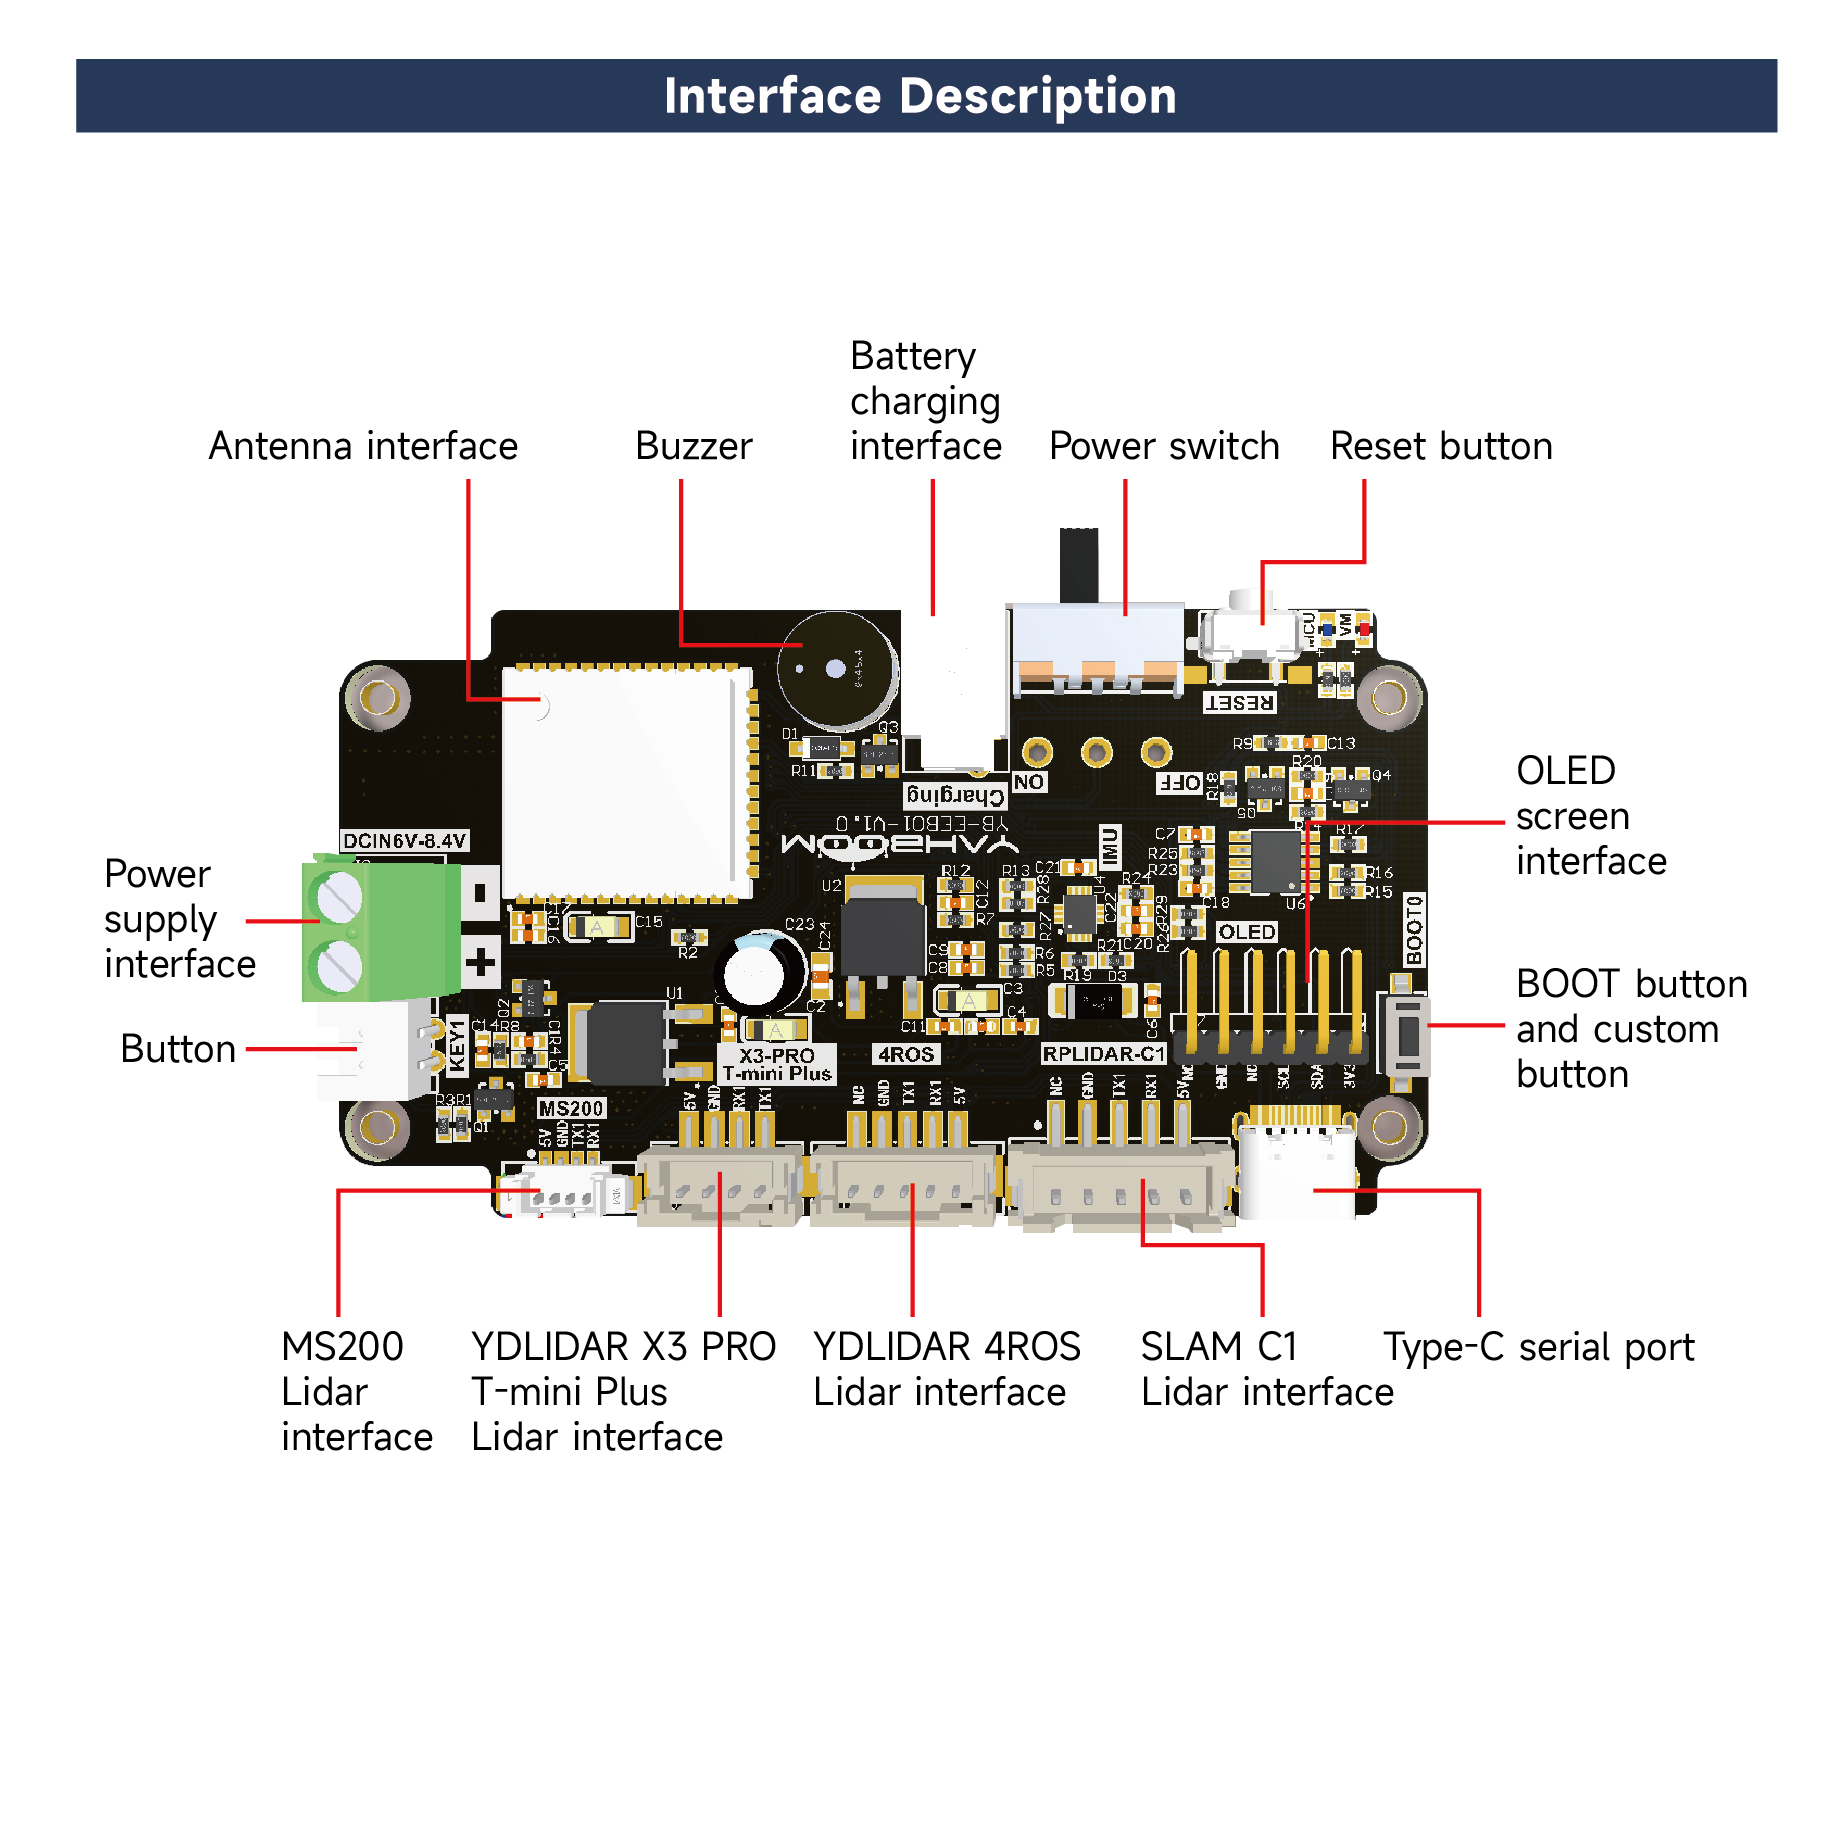 Interface Description
Battery
charging
interface
Antenna interface
Buzzer
Power switch
Reset button
OLED
screen
interface
Power
supply
interface
BOOT button
and custom
button
Button
MCU
VM
RESET
ON
OFF
Charging
YB-EEB01-V1.0
YAHBOOM
DCIN6V-8.4V
-
+
KEY1
IMU
OLED
BOOT0
D1
R11
Q3
R9
C13
R20
R18
Q4
Q5
R17
C7
R25
R23
R16
R15
C18
U6
U2
R12
C12
R7
R13
R28
R27
C21
U4
R24
C22
R29
R26
C20
R21
R19
D3
R6
R5
C9
C8
C3
C4
C11
C6
C23
C24
C2
C15
C16
R2
U1
Q2
C14
R8
C5
R3
R1
Q1
X3-PRO
T-mini Plus
4ROS
RPLIDAR-C1
MS200
5V
GND
TX1
RX1
5V
GND
RX1
TX1
NC
GND
TX1
RX1
5V
NC
GND
TX1
RX1
5V
NC
GND
NC
SCL
SDA
3V3
MS200
Lidar
interface
YDLIDAR X3 PRO
T-mini Plus
Lidar interface
YDLIDAR 4ROS
Lidar interface
SLAM C1
Lidar interface
Type-C serial port